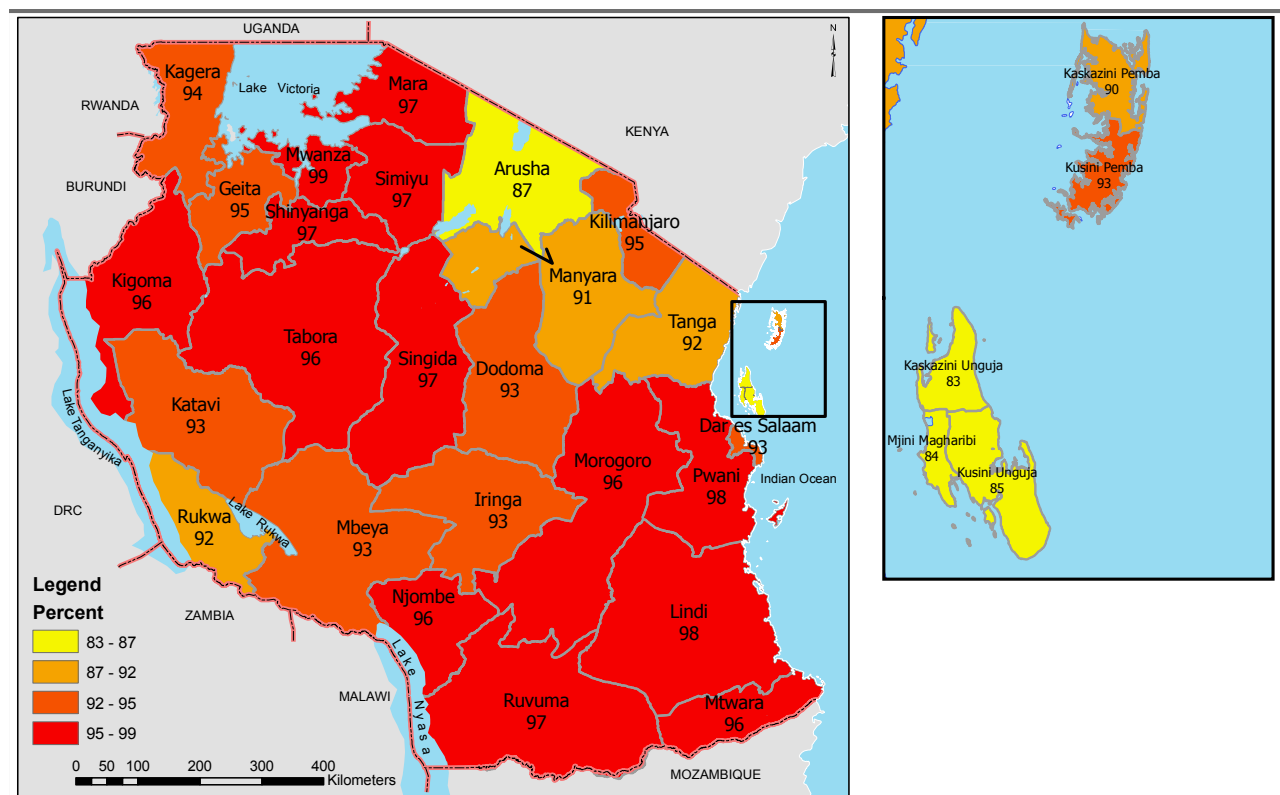 UGANDA
N
Kagera
94
Lake Victoria
Mara
97
RWANDA
KENYA
Mwanza
99
Simiyu
97
Arusha
87
BURUNDI
Geita
95
Shinyanga
97
Kilimanjaro
95
Kigoma
96
Manyara
91
Tabora
96
Singida
97
Dodoma
93
Tanga
92
Katavi
93
Lake Tanganyika
Dar es Salaam
93
Morogoro
96
Pwani
98
Indian Ocean
DRC
Rukwa
92
Lake Rukwa
Mbeya
93
Iringa
93
Legend
Percent
83 - 87
87 - 92
92 - 95
95 - 99
ZAMBIA
Njombe
96
Lindi
98
MALAWI
Lake Nyasa
Ruvuma
97
Mtwara
96
MOZAMBIQUE
0 50 100 200 300 400
Kilometers
Kaskazini Pemba
90
Kusini Pemba
93
Kaskazini Unguja
83
Mjini Magharibi
84
Kusini Unguja
85